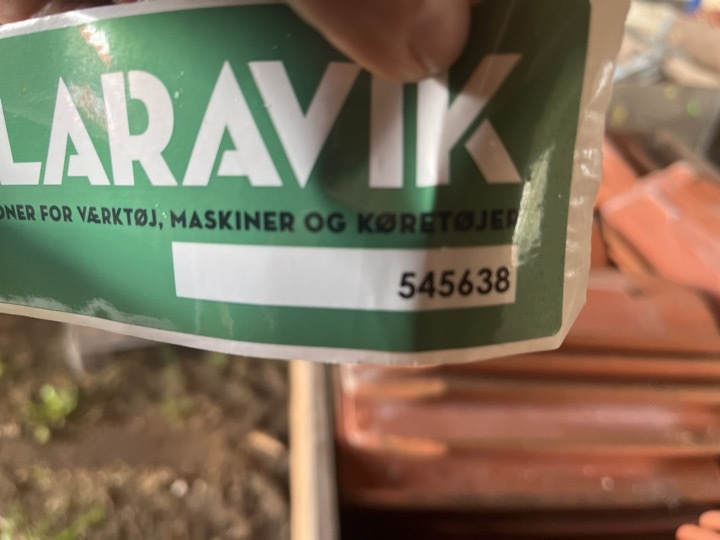 LARAVIK
ONER FOR VÆRKTØJ, MASKINER OG KØRETØJER
545638